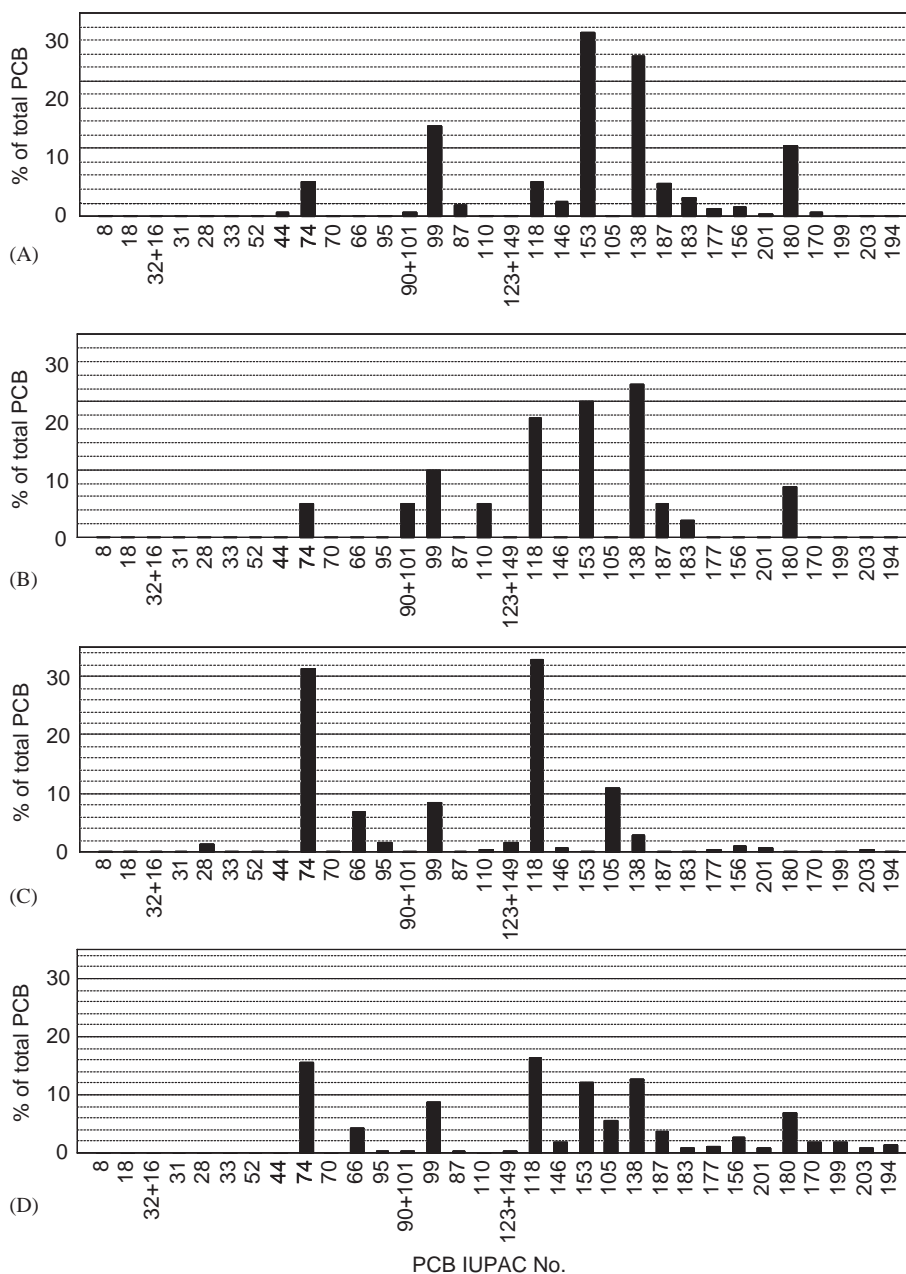 % of total PCB
30
20
10
0
8 18 32+16 31 28 33 52 44 74 70 66 95 90+101 99 87 110 123+149 118 146 153 105 138 187 183 177 156 201 180 170 199 203 194
(A)
% of total PCB
30
20
10
0
8 18 32+16 31 28 33 52 44 74 70 66 95 90+101 99 87 110 123+149 118 146 153 105 138 187 183 177 156 201 180 170 199 203 194
(B)
% of total PCB
30
20
10
0
8 18 32+16 31 28 33 52 44 74 70 66 95 90+101 99 87 110 123+149 118 146 153 105 138 187 183 177 156 201 180 170 199 203 194
(C)
% of total PCB
30
20
10
0
8 18 32+16 31 28 33 52 44 74 70 66 95 90+101 99 87 110 123+149 118 146 153 105 138 187 183 177 156 201 180 170 199 203 194
(D)
PCB IUPAC No.